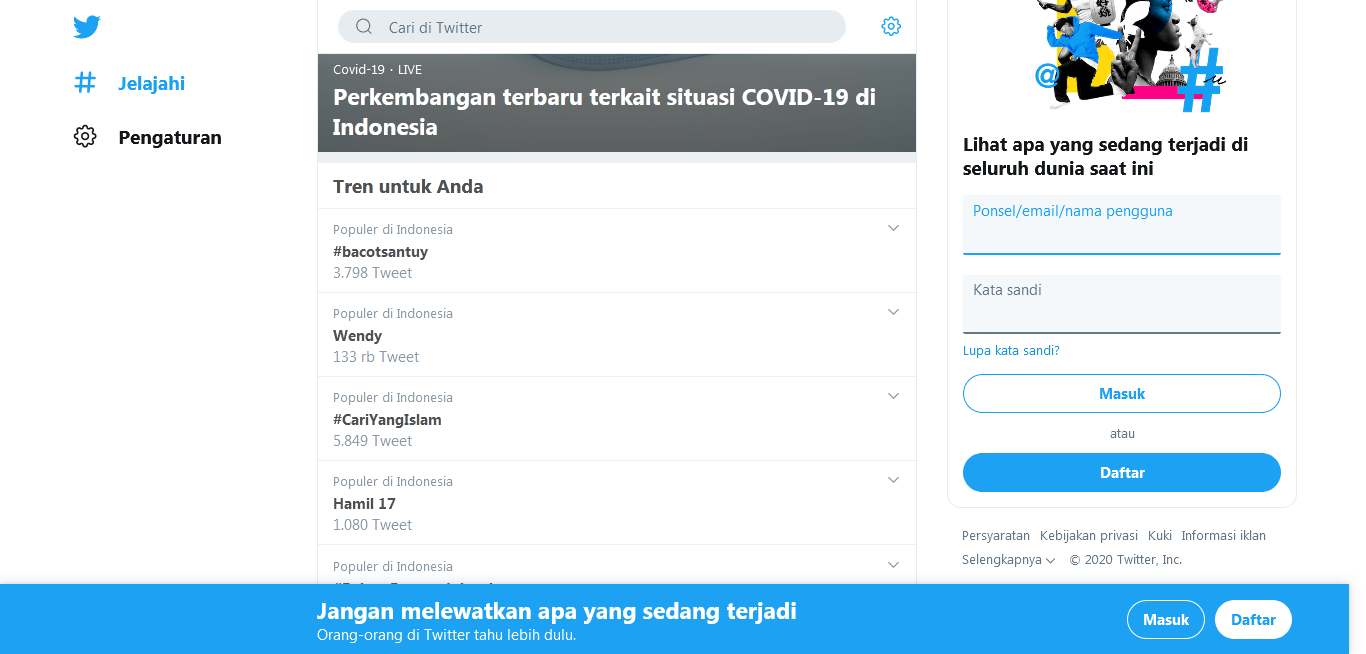 Jelajahi
Pengaturan
Cari di Twitter
Covid-19 · LIVE
Perkembangan terbaru terkait situasi COVID-19 di
Indonesia
Tren untuk Anda
Populer di Indonesia
#bacotsantuy
3.798 Tweet
Populer di Indonesia
Wendy
133 rb Tweet
Populer di Indonesia
#CariYangIslam
5.849 Tweet
Populer di Indonesia
Hamil 17
1.080 Tweet
Populer di Indonesia
@
#
Lihat apa yang sedang terjadi di
seluruh dunia saat ini
Ponsel/email/nama pengguna
Kata sandi
Lupa kata sandi?
Masuk
atau
Daftar
Persyaratan Kebijakan privasi Kuki Informasi iklan
Selengkapnya © 2020 Twitter, Inc.
Jangan melewatkan apa yang sedang terjadi
Orang-orang di Twitter tahu lebih dulu.
Masuk Daftar